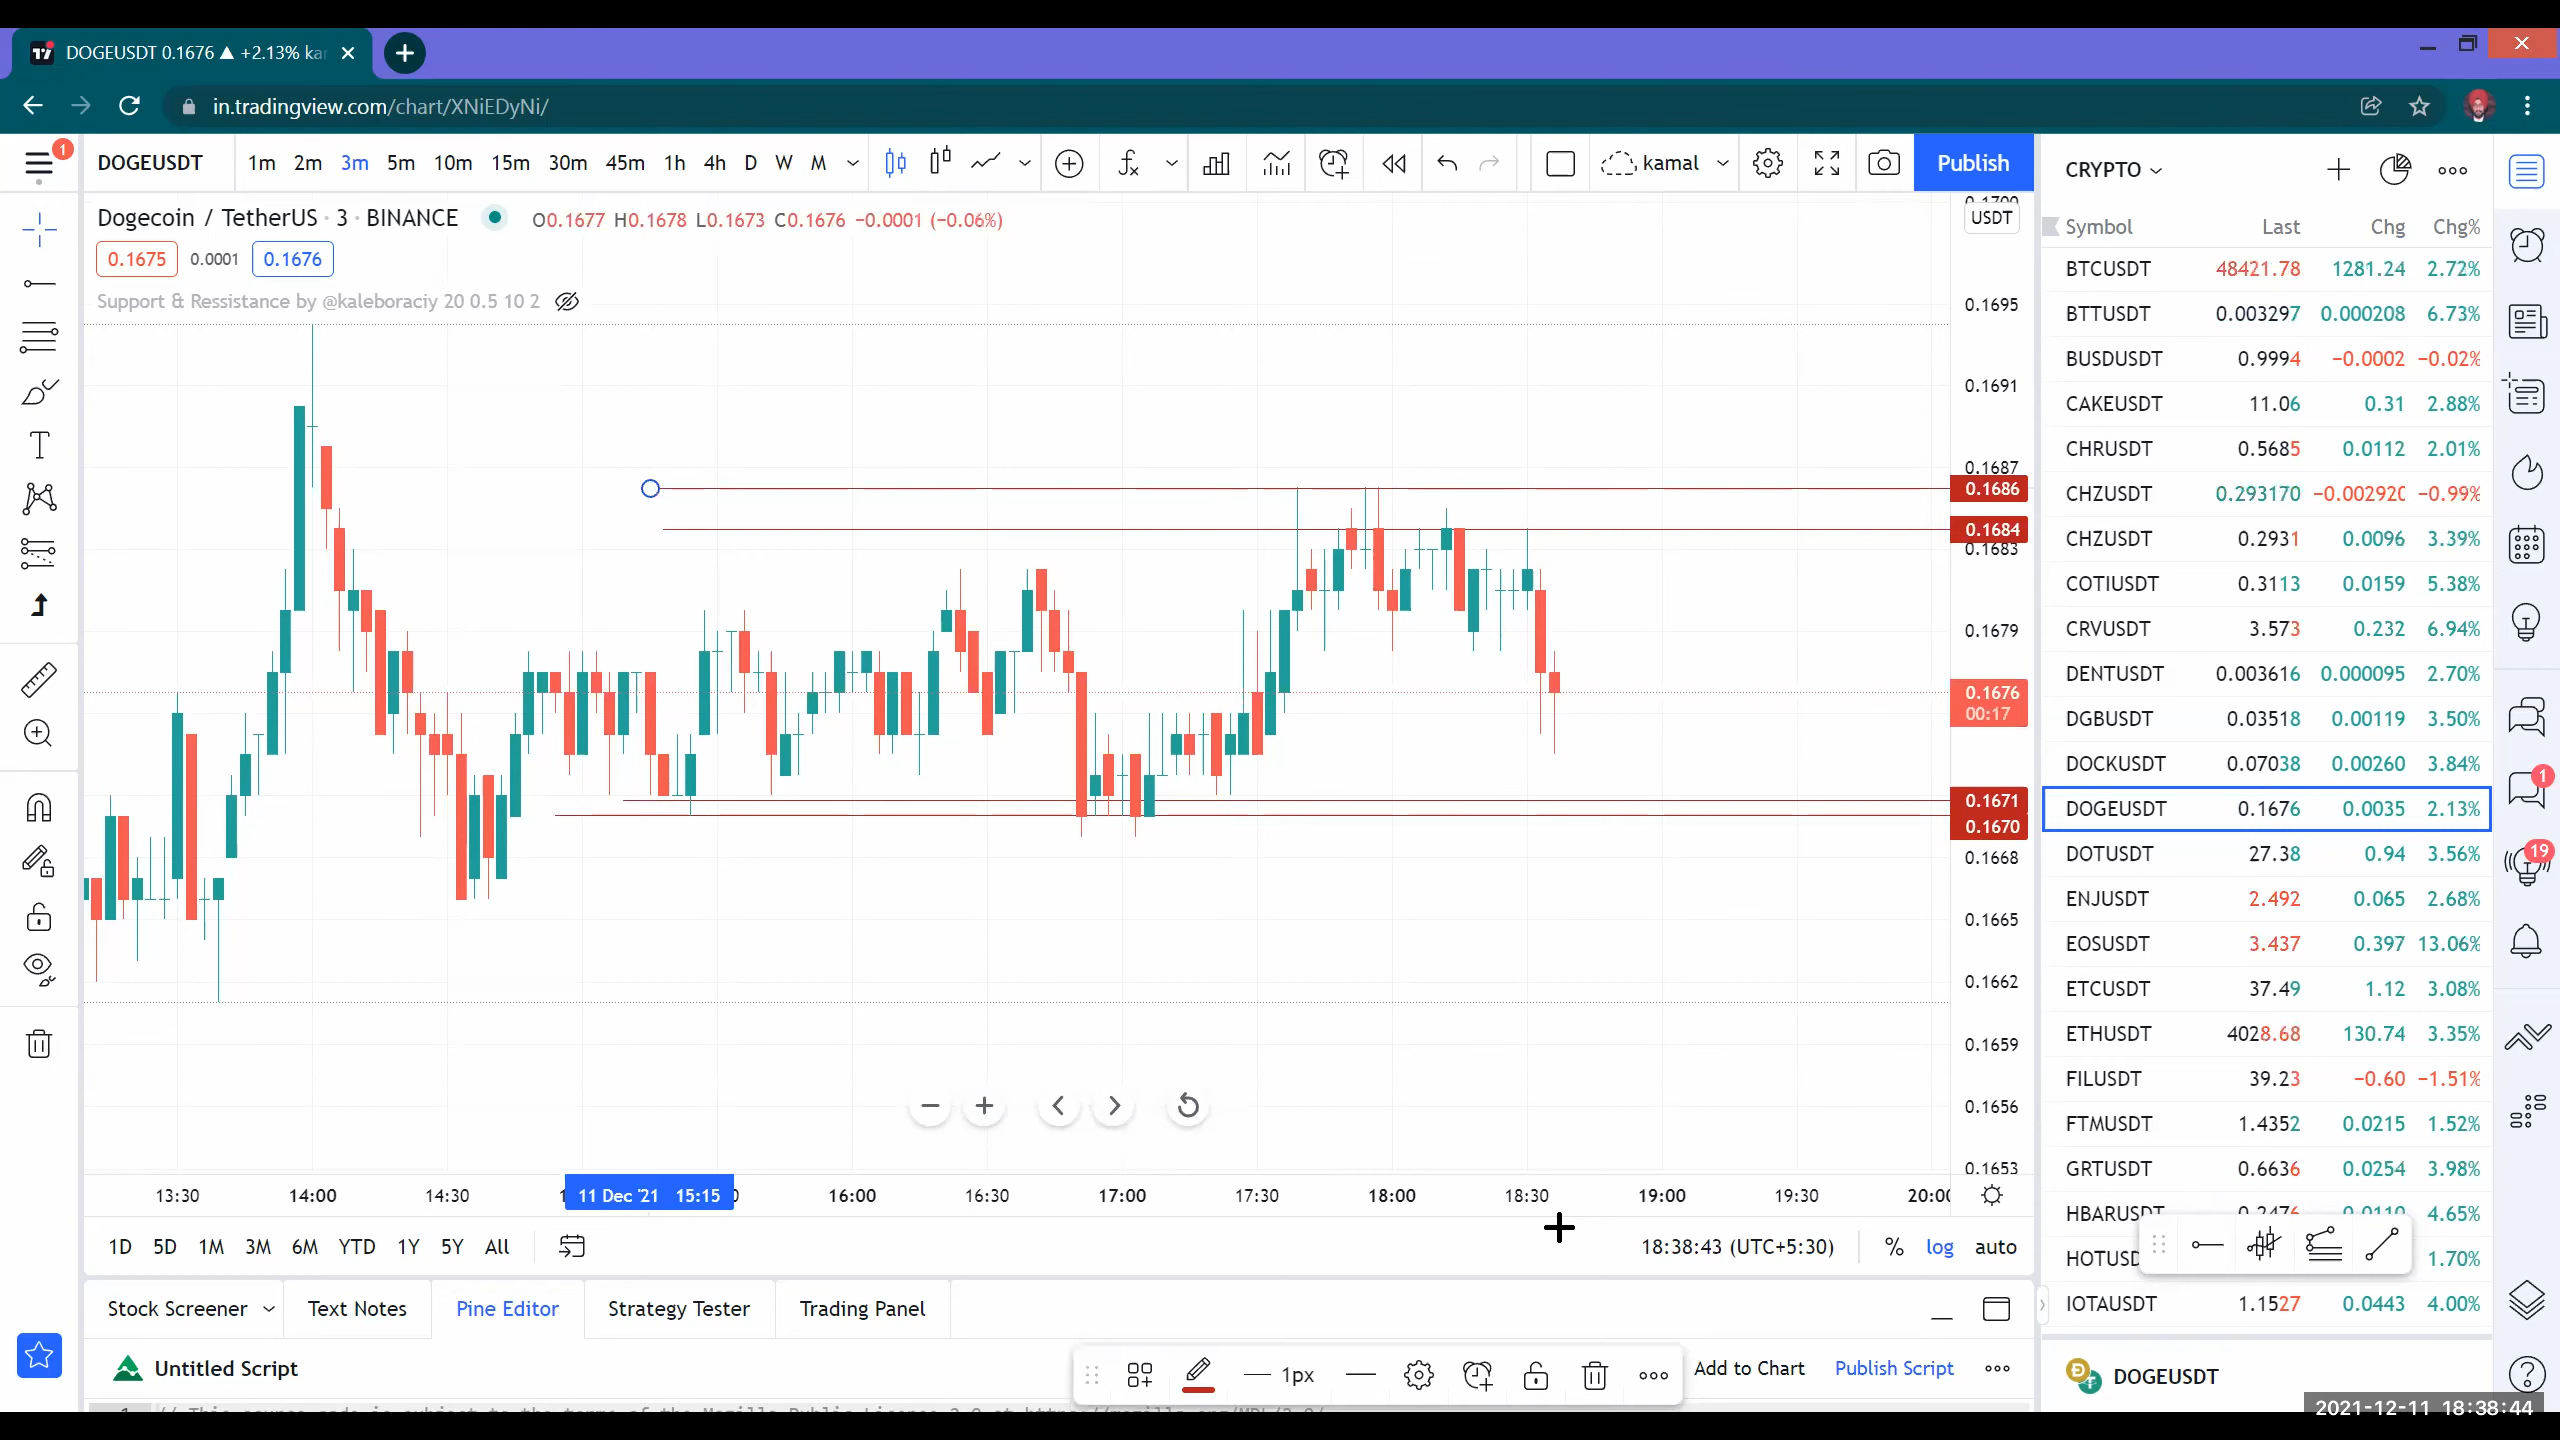 DOGEUSDT 0.1676 ▲ +2.13% ka
in.tradingview.com/chart/XNiEDyNi/
1
DOGEUSDT 1m 2m 3m 5m 10m 15m 30m 45m 1h 4h D W M kamal Publish
Dogecoin / TetherUS · 3 · BINANCE O0.1677 H0.1678 L0.1673 C0.1676 −0.0001 (−0.06%)
0.1675 0.0001 0.1676
Support & Ressistance by @kaleboraciy 20 0.5 10 2
0.1700
USDT
0.1695
0.1691
0.1687
0.1686
0.1684
0.1683
0.1679
0.1676
00:17
0.1671
0.1670
0.1668
0.1665
0.1662
0.1659
0.1656
0.1653
13:30 14:00 14:30 11 Dec '21 15:15 16:00 16:30 17:00 17:30 18:00 18:30 19:00 19:30 20:00
1D 5D 1M 3M 6M YTD 1Y 5Y All 18:38:43 (UTC+5:30) % log auto
Stock Screener Text Notes Pine Editor Strategy Tester Trading Panel
Untitled Script 1px Add to Chart Publish Script
CRYPTO
Symbol Last Chg Chg%
BTCUSDT 48421.78 1281.24 2.72%
BTTUSDT 0.003297 0.000208 6.73%
BUSDUSDT 0.9994 −0.0002 −0.02%
CAKEUSDT 11.06 0.31 2.88%
CHRUSDT 0.5685 0.0112 2.01%
CHZUSDT 0.293170 −0.002920 −0.99%
CHZUSDT 0.2931 0.0096 3.39%
COTIUSDT 0.3113 0.0159 5.38%
CRVUSDT 3.573 0.232 6.94%
DENTUSDT 0.003616 0.000095 2.70%
DGBUSDT 0.03518 0.00119 3.50%
DOCKUSDT 0.07038 0.00260 3.84%
DOGEUSDT 0.1676 0.0035 2.13%
DOTUSDT 27.38 0.94 3.56%
ENJUSDT 2.492 0.065 2.68%
EOSUSDT 3.437 0.397 13.06%
ETCUSDT 37.49 1.12 3.08%
ETHUSDT 4028.68 130.74 3.35%
FILUSDT 39.23 −0.60 −1.51%
FTMUSDT 1.4352 0.0215 1.52%
GRTUSDT 0.6636 0.0254 3.98%
HBARUSDT 0.2476 0.0110 4.65%
HOTUSD 1.70%
IOTAUSDT 1.1527 0.0443 4.00%
DOGEUSDT
1
19
2021-12-11 18:38:44